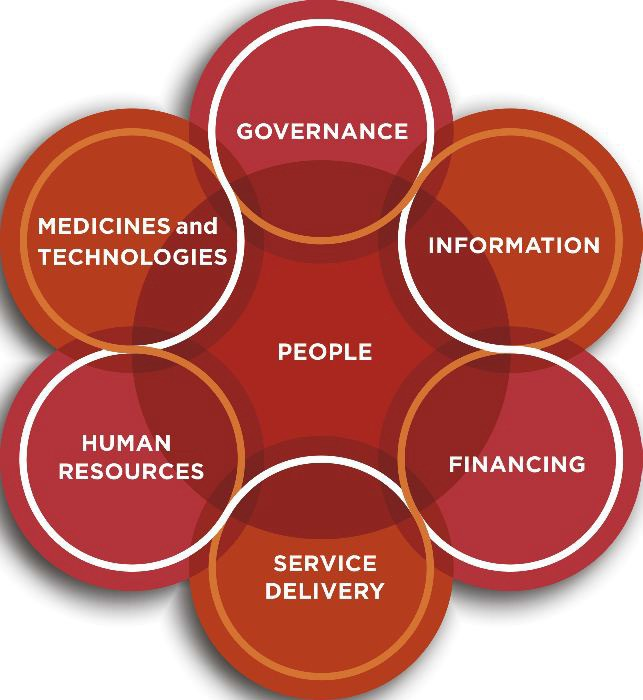 GOVERNANCE
MEDICINES and
TECHNOLOGIES
INFORMATION
PEOPLE
HUMAN
RESOURCES
FINANCING
SERVICE
DELIVERY